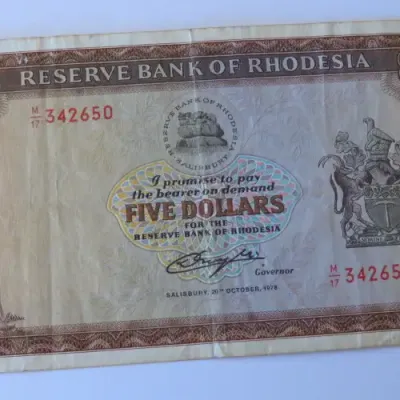 RESERVE BANK OF RHODESIA
M/17 342650
RESERVE BANK OF RHODESIA
SALISBURY
I promise to pay
the bearer on demand
FIVE DOLLARS
FOR THE
RESERVE BANK OF RHODESIA
Governor
M/17 34265
SALISBURY, 20TH OCTOBER, 1978